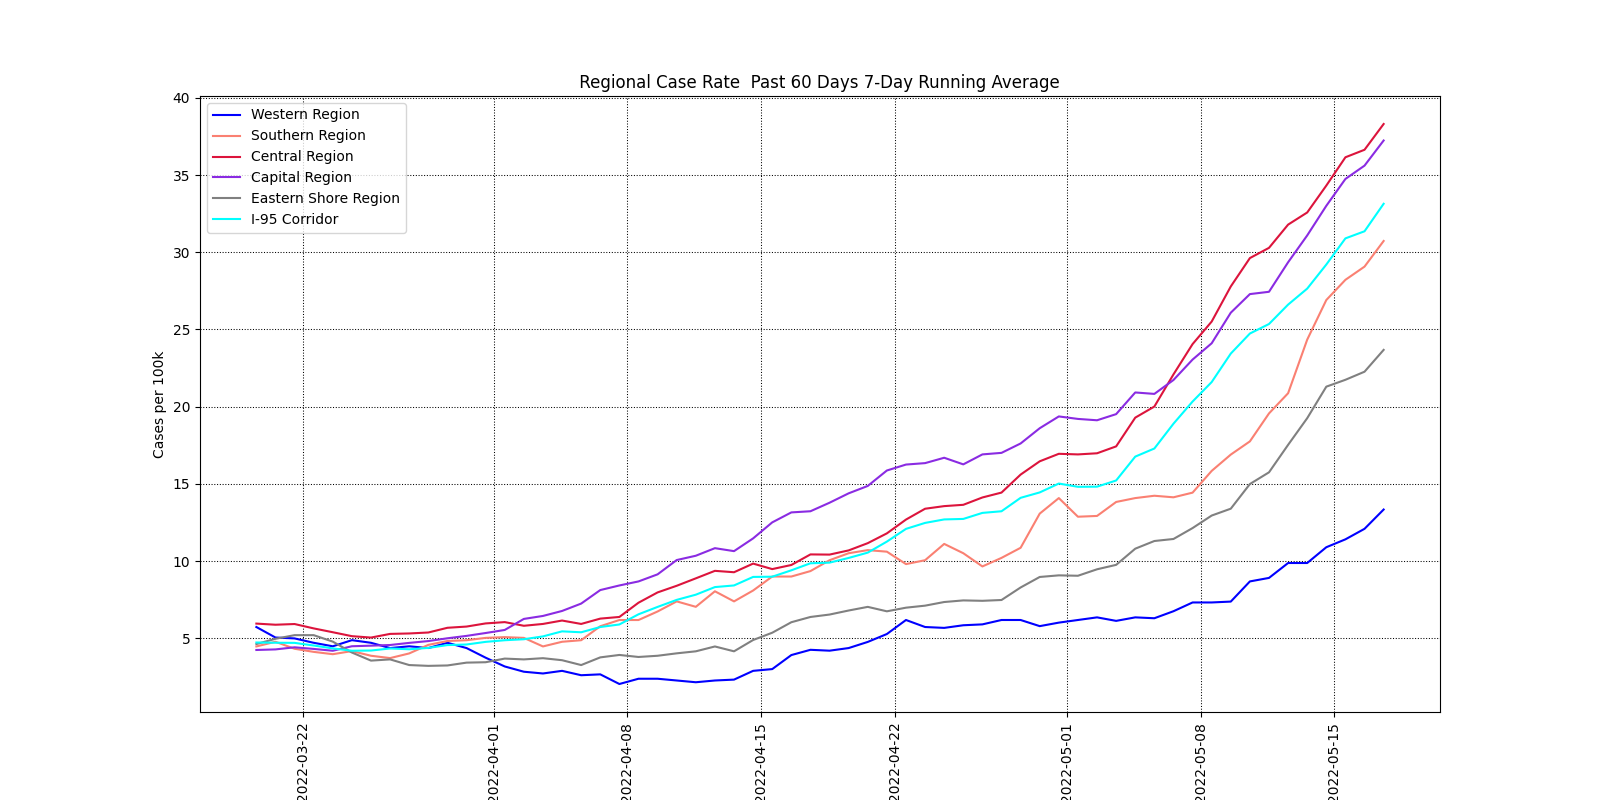 Regional Case Rate  Past 60 Days 7-Day Running Average
40
35
30
25
20
15
10
5
Cases per 100k
Western Region
Southern Region
Central Region
Capital Region
Eastern Shore Region
I-95 Corridor
2022-03-22
2022-04-01
2022-04-08
2022-04-15
2022-04-22
2022-05-01
2022-05-08
2022-05-15